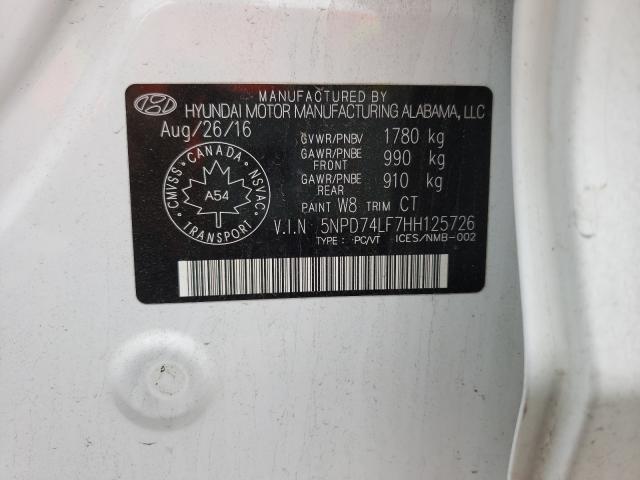 MANUFACTURED BY
HYUNDAI MOTOR MANUFACTURING ALABAMA, LLC
Aug/26/16
GVWR/PNBV 1780 kg
GAWR/PNBE FRONT 990 kg
GAWR/PNBE REAR 910 kg
PAINT W8 TRIM CT
V.I.N 5NPD74LF7HH125726
TYPE : PC/VT ICES/NMB-002
CANADA
CMVSS
NSVAC
A54
TRANSPORT